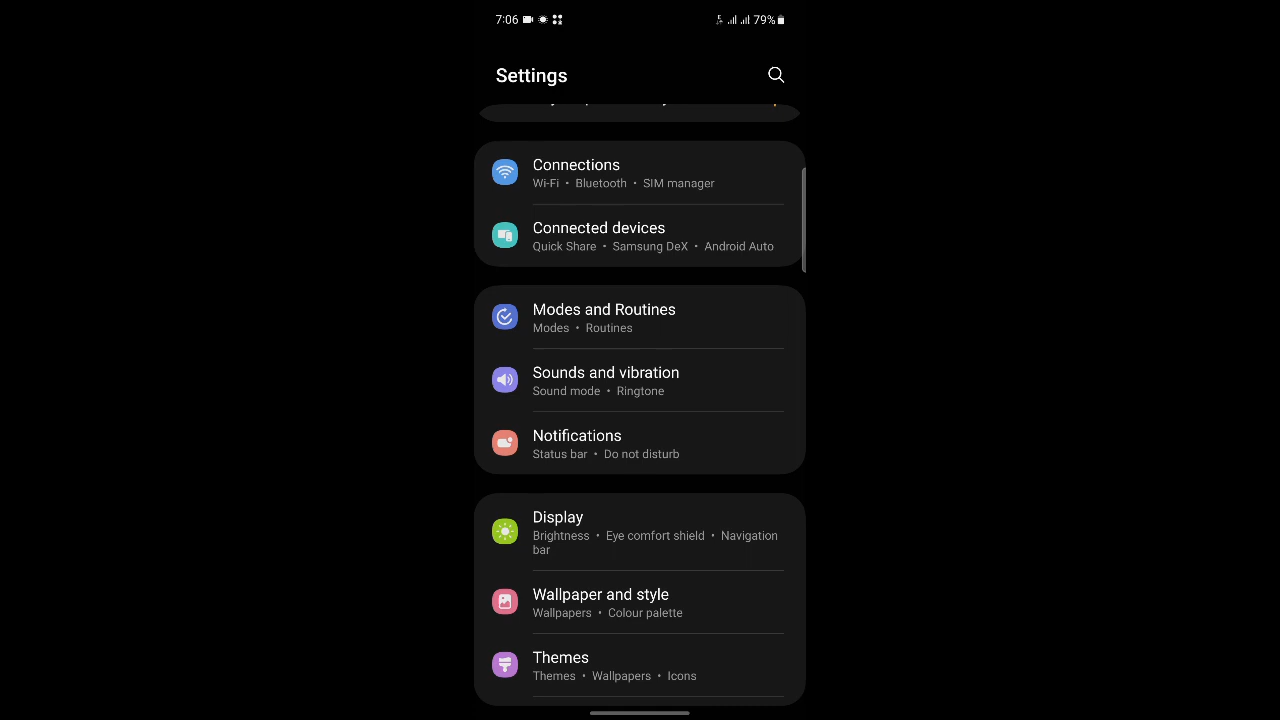 7:06
79%
Settings
Connections
Wi-Fi • Bluetooth • SIM manager
Connected devices
Quick Share • Samsung DeX • Android Auto
Modes and Routines
Modes • Routines
Sounds and vibration
Sound mode • Ringtone
Notifications
Status bar • Do not disturb
Display
Brightness • Eye comfort shield • Navigation
bar
Wallpaper and style
Wallpapers • Colour palette
Themes
Themes • Wallpapers • Icons